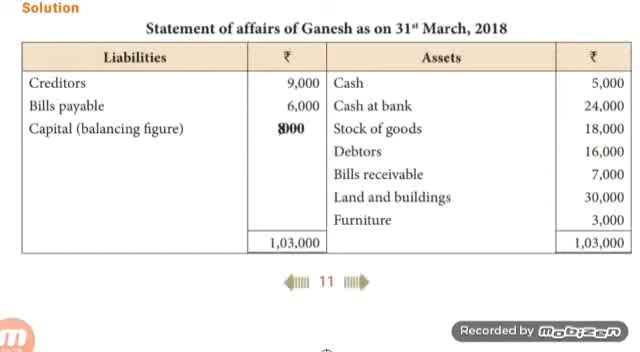 Solution
Statement of affairs of Ganesh as on 31st March, 2018
Liabilities ₹ Assets ₹
Creditors 9,000 Cash 5,000
Bills payable 6,000 Cash at bank 24,000
Capital (balancing figure) Stock of goods 18,000
Debtors 16,000
Bills receivable 7,000
Land and buildings 30,000
Furniture 3,000
1,03,000 1,03,000
11
Recorded by mobizen
m